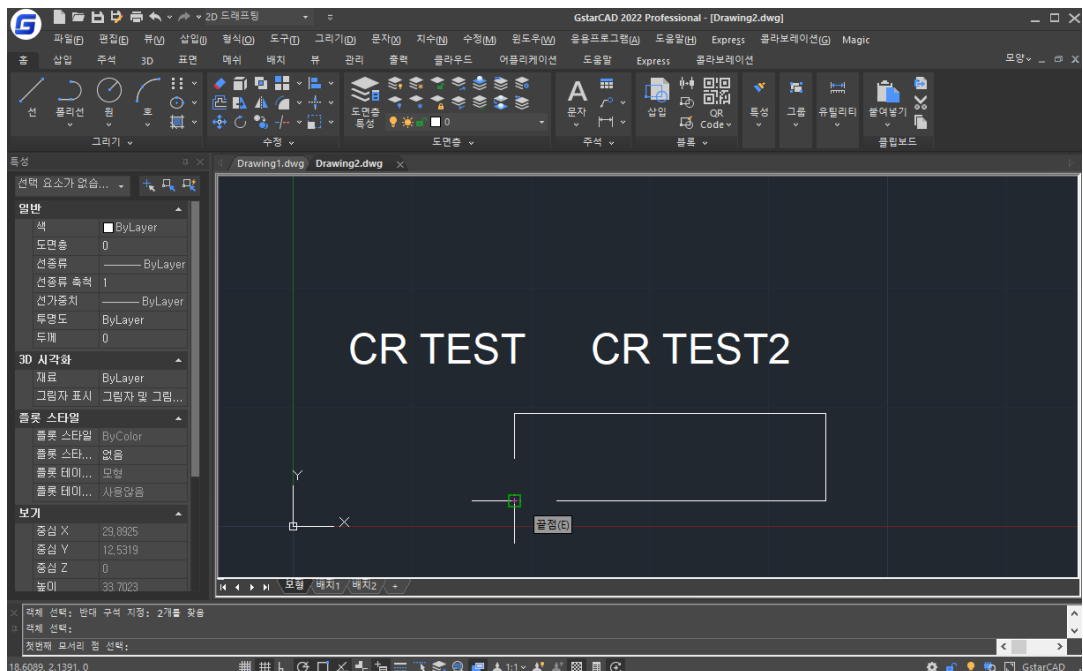 2D 드래프팅 GstarCAD 2022 Professional - [Drawing2.dwg]
파일(F) 편집(E) 뷰(V) 삽입(I) 형식(O) 도구(T) 그리기(D) 문자(X) 치수(N) 수정(M) 윈도우(W) 응용프로그램(A) 도움말(H) Express 콜라보레이션(G) Magic
홈 삽입 주석 3D 표면 메쉬 배치 뷰 관리 출력 클라우드 어플리케이션 도움말 Express 콜라보레이션 모양
선 폴리선 원 호 도면층 특성 0 문자 삽입 QR Code 특성 그룹 유틸리티 붙여넣기
그리기 수정 도면층 주석 블록 클립보드
특성 Drawing1.dwg Drawing2.dwg
선택 요소가 없습...
일반
색 ByLayer
도면층 0
선종류 ByLayer
선종류 축척 1
선가중치 ByLayer
투명도 ByLayer
두께 0
3D 시각화
재료 ByLayer
그림자 표시 그림자 및 그림...
플롯 스타일
플롯 스타일 ByColor
플롯 스타... 없음
플롯 테이... 모형
플롯 테이... 사용않음
보기
중심 X 29,8925
중심 Y 12,5319
중심 Z 0
높이 33,7023
CR TEST CR TEST2
Y
X
끝점(E)
모형 배치1 배치2 +
객체 선택: 반대 구석 지정: 2개를 찾음
객체 선택:
첫번째 모서리 점 선택:
18.6089, 2.1391, 0 1:1 GstarCAD